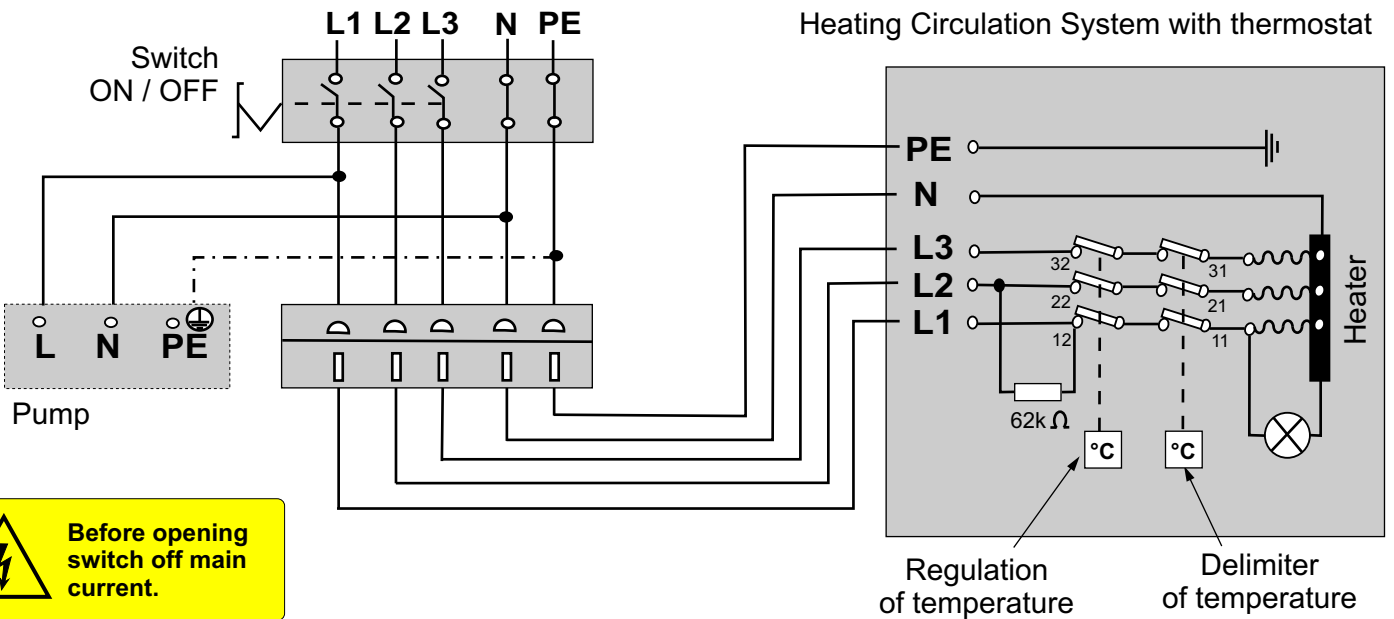 L1 L2 L3 N PE
Heating Circulation System with thermostat
Switch
ON / OFF
PE
N
L3
L2
L1
32
31
22
21
12
11
Heater
62k Ω
°C
°C
L N PE
Pump
Before opening
switch off main
current.
Regulation
of temperature
Delimiter
of temperature